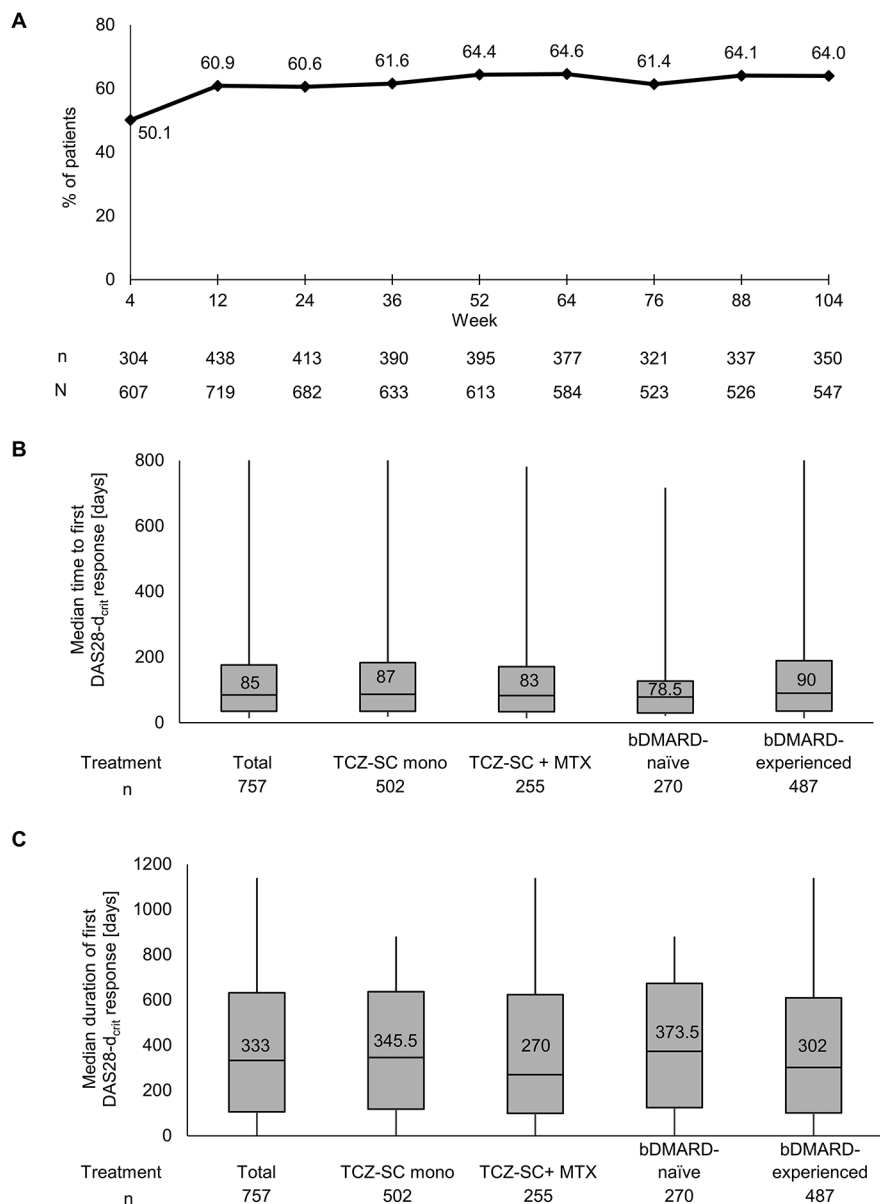 A
80
60
40
20
0
% of patients
50.1
60.9
60.6
61.6
64.4
64.6
61.4
64.1
64.0
4 12 24 36 52 64 76 88 104
Week
n 304 438 413 390 395 377 321 337 350
N 607 719 682 633 613 584 523 526 547
B
Median time to first
DAS28-dcrit response [days]
800
600
400
200
0
85
87
83
78.5
90
Treatment Total TCZ-SC mono TCZ-SC + MTX bDMARD-naïve bDMARD-experienced
n 757 502 255 270 487
C
Median duration of first
DAS28-dcrit response [days]
1200
1000
800
600
400
200
0
333
345.5
270
373.5
302
Treatment Total TCZ-SC mono TCZ-SC+ MTX bDMARD-naïve bDMARD-experienced
n 757 502 255 270 487